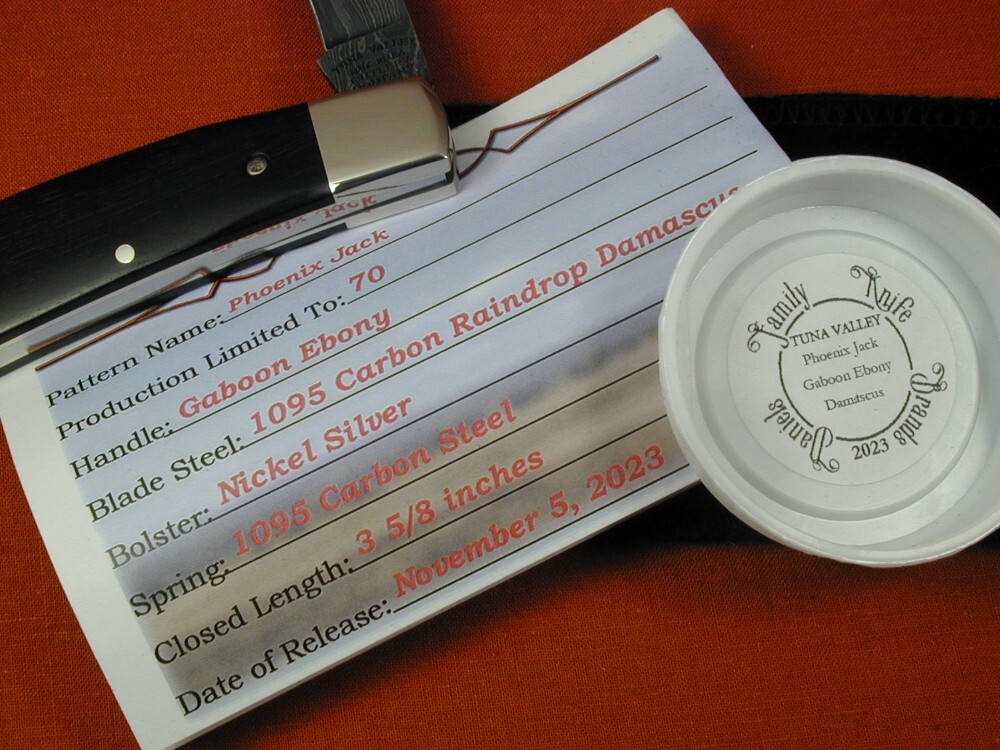 Pattern Name: Phoenix Jack
Production Limited To: 70
Handle: Gaboon Ebony
Blade Steel: 1095 Carbon Raindrop Damascus
Bolster: Nickel Silver
Spring: 1095 Carbon Steel
Closed Length: 3 5/8 inches
Date of Release: November 5, 2023
Daniels Family Knife Brands
TUNA VALLEY
Phoenix Jack
Gaboon Ebony
Damascus
2023